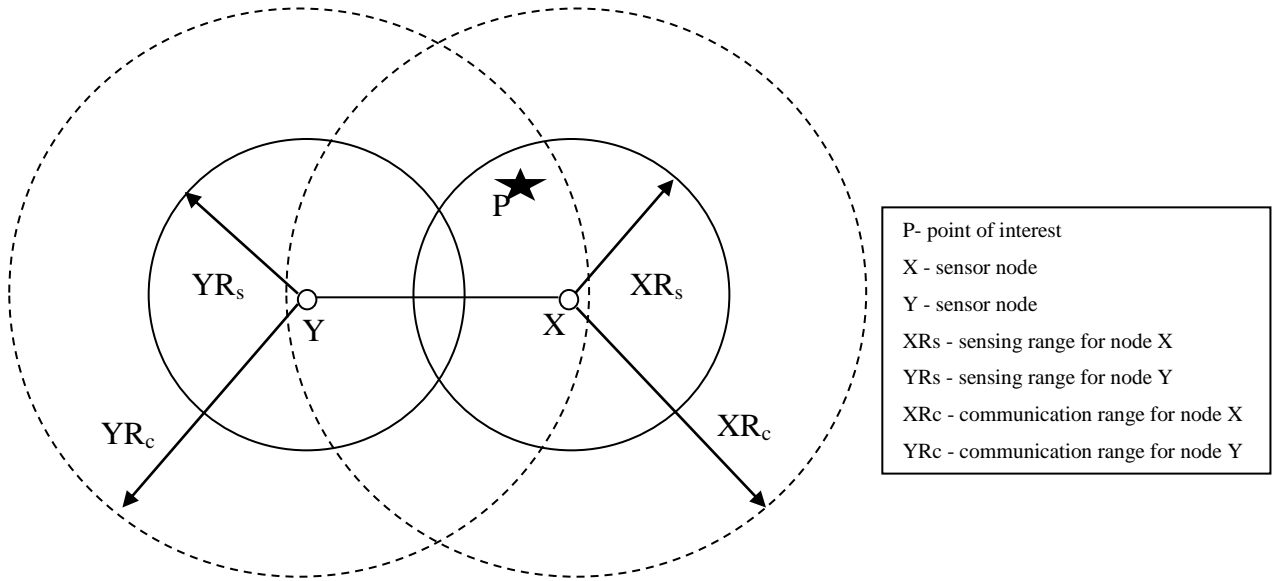 P
YRs
XRs
Y
X
YRc
XRc
P- point of interest
X - sensor node
Y - sensor node
XRs - sensing range for node X
YRs - sensing range for node Y
XRc - communication range for node X
YRc - communication range for node Y